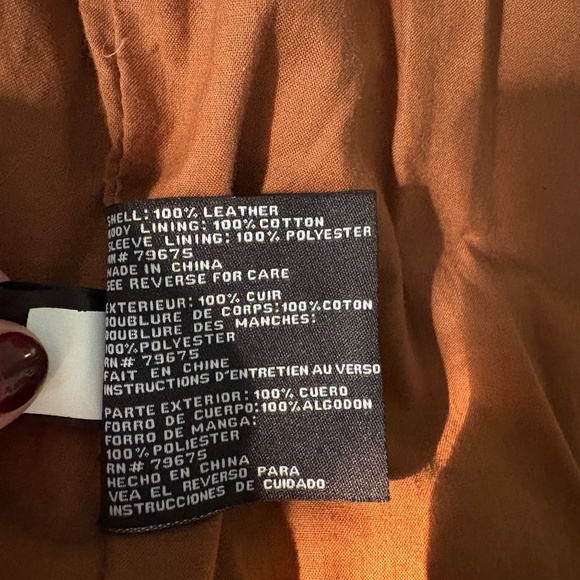 SHELL: 100% LEATHER
BODY LINING: 100% COTTON
SLEEVE LINING: 100% POLYESTER
RN# 79675
MADE IN CHINA
SEE REVERSE FOR CARE
EXTERIEUR: 100% CUIR
DOUBLURE DE CORPS: 100% COTON
DOUBLURE DES MANCHES:
100% POLYESTER
RN# 79675
FAIT EN CHINE
INSTRUCTIONS D'ENTRETIEN AU VERSO
PARTE EXTERIOR: 100% CUERO
FORRO DE CUERPO: 100% ALGODON
FORRO DE MANGA:
100% POLIESTER
RN# 79675
HECHO EN CHINA
VEA EL REVERSO PARA
INSTRUCCIONES DE CUIDADO